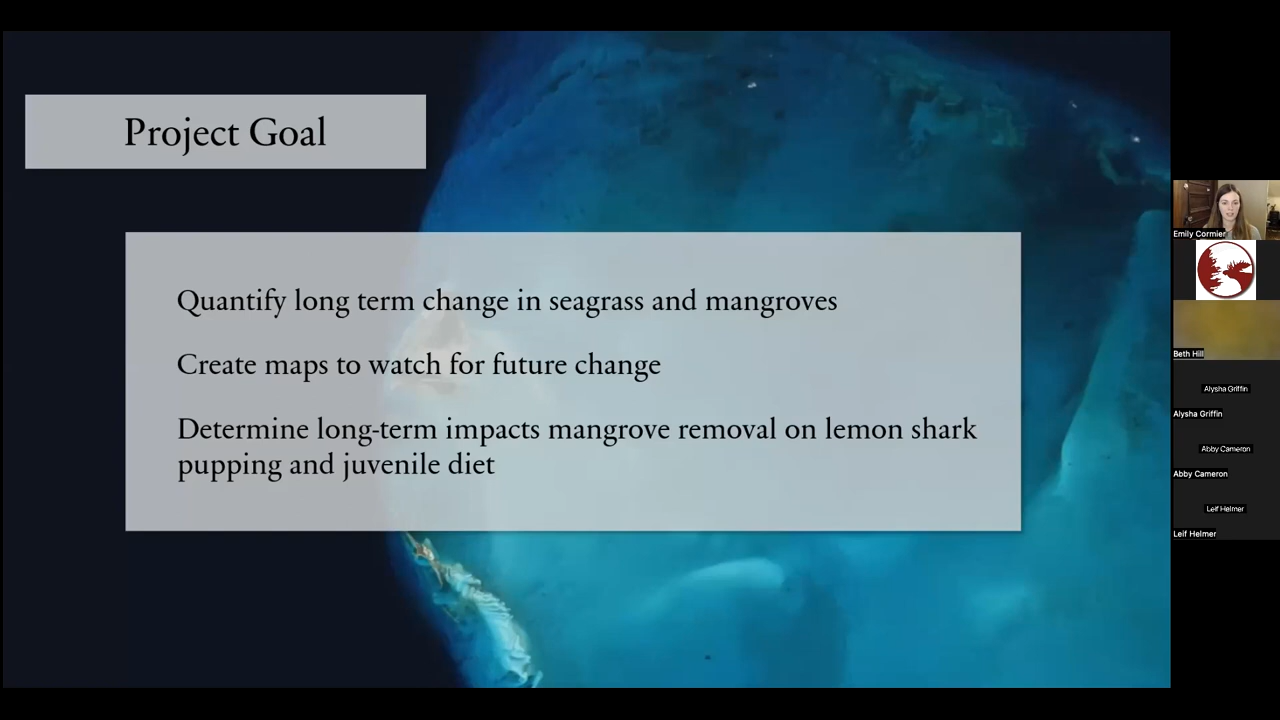 Project Goal
Quantify long term change in seagrass and mangroves
Create maps to watch for future change
Determine long-term impacts mangrove removal on lemon shark
pupping and juvenile diet
Emily Cormier
Beth Hill
Alysha Griffin
Alysha Griffin
Abby Cameron
Abby Cameron
Leif Helmer
Leif Helmer